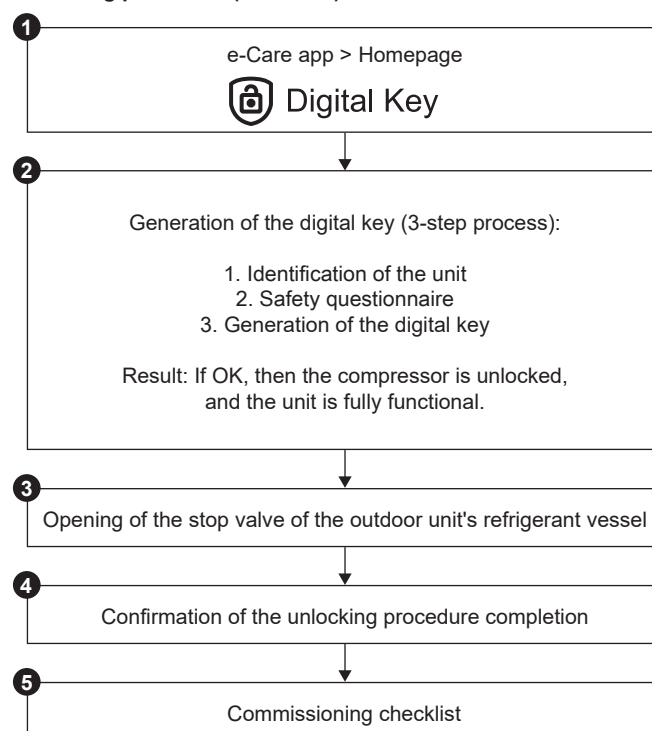 1
e-Care app > Homepage
Digital Key
2
Generation of the digital key (3-step process):
1. Identification of the unit
2. Safety questionnaire
3. Generation of the digital key
Result: If OK, then the compressor is unlocked,
and the unit is fully functional.
3
Opening of the stop valve of the outdoor unit's refrigerant vessel
4
Confirmation of the unlocking procedure completion
5
Commissioning checklist